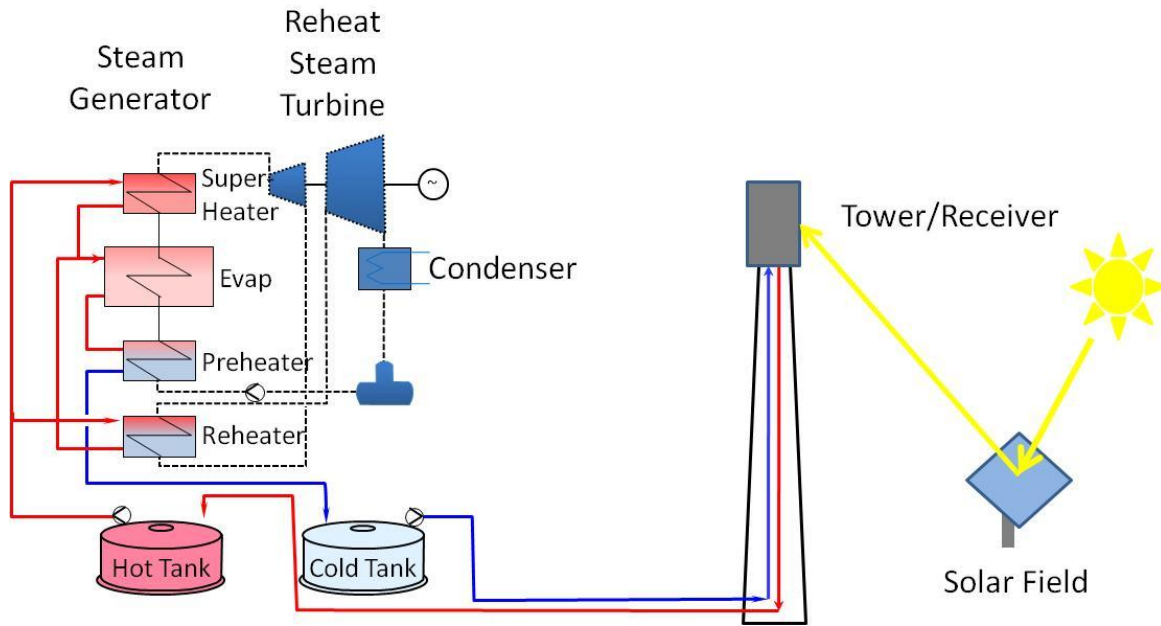 Steam
Generator
Reheat
Steam
Turbine
Super
Heater
~
Evap
Condenser
Preheater
Reheater
Hot Tank
Cold Tank
Tower/Receiver
Solar Field